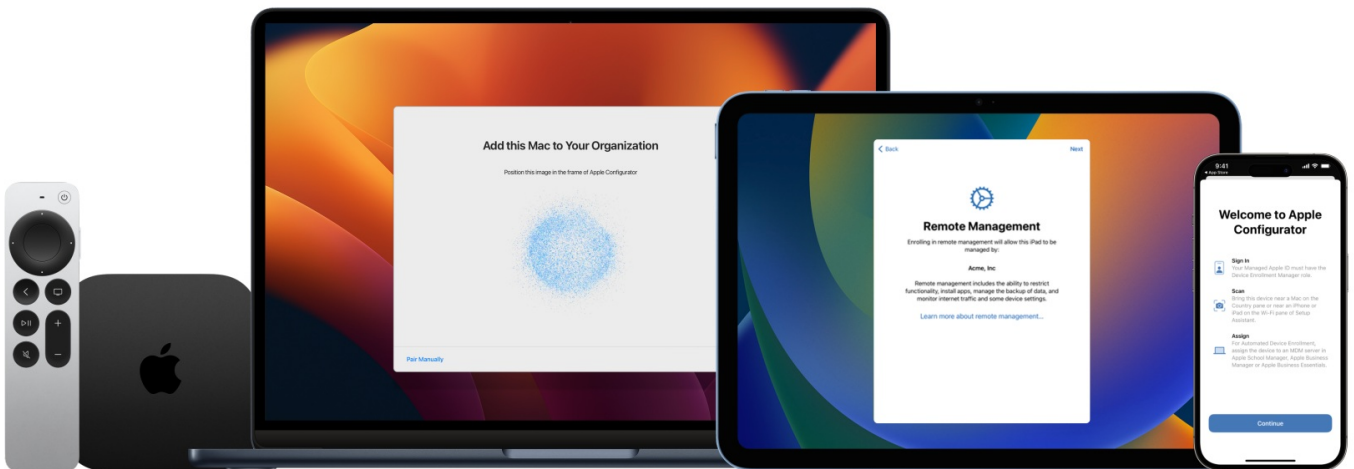 Add this Mac to Your Organization
Position this image in the frame of Apple Configurator
Pair Manually
Back
Next
Remote Management
Enrolling in remote management will allow this iPad to be
managed by:
Acme, Inc
Remote management includes the ability to restrict
functionality, install apps, manage the backup of data, and
monitor internet traffic and some device settings.
Learn more about remote management...
9:41
App Store
Welcome to Apple
Configurator
Sign In
Your Managed Apple ID must have the
Device Enrollment Manager role.
Scan
Bring this device near a Mac on the
Country pane or near an iPhone or
iPad on the Wi-Fi pane of Setup
Assistant.
Assign
For Automated Device Enrollment,
assign the device to an MDM server in
Apple School Manager, Apple Business
Manager or Apple Business Essentials.
Continue